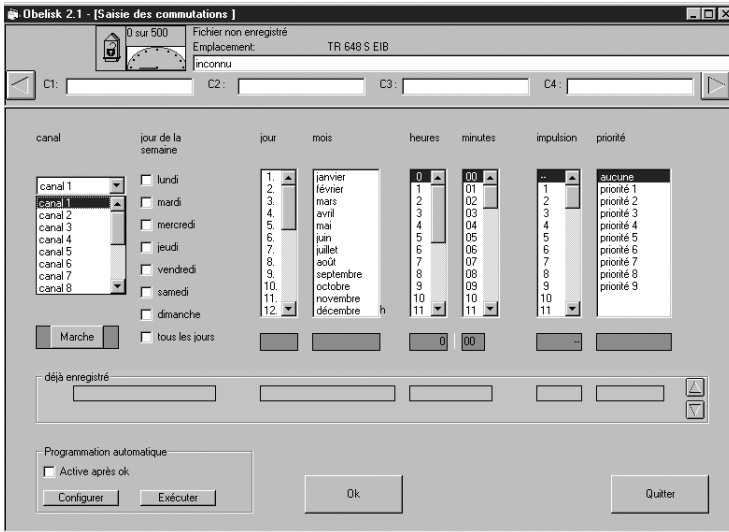 Obelisk 2.1 - [Saisie des commutations ]
0 sur 500
Fichier non enregistré
Emplacement: TR 648 S EIB
inconnu
C1: C2 : C3 : C4 :
canal
jour de la
semaine
jour
mois
heures
minutes
impulsion
priorité
canal 1
canal 1
canal 2
canal 3
canal 4
canal 5
canal 6
canal 7
canal 8
Marche
lundi
mardi
mercredi
jeudi
vendredi
samedi
dimanche
tous les jours
1.
2.
3.
4.
5.
6.
7.
8.
9.
10.
11.
12.
janvier
février
mars
avril
mai
juin
juillet
août
septembre
octobre
novembre
décembre
h
0
1
2
3
4
5
6
7
8
9
10
11
0
00
01
02
03
04
05
06
07
08
09
10
11
00
--
1
2
3
4
5
6
7
8
9
10
11
--
aucune
priorité 1
priorité 2
priorité 3
priorité 4
priorité 5
priorité 6
priorité 7
priorité 8
priorité 9
déjà enregistré
Programmation automatique
Active après ok
Configurer
Exécuter
Ok
Quitter